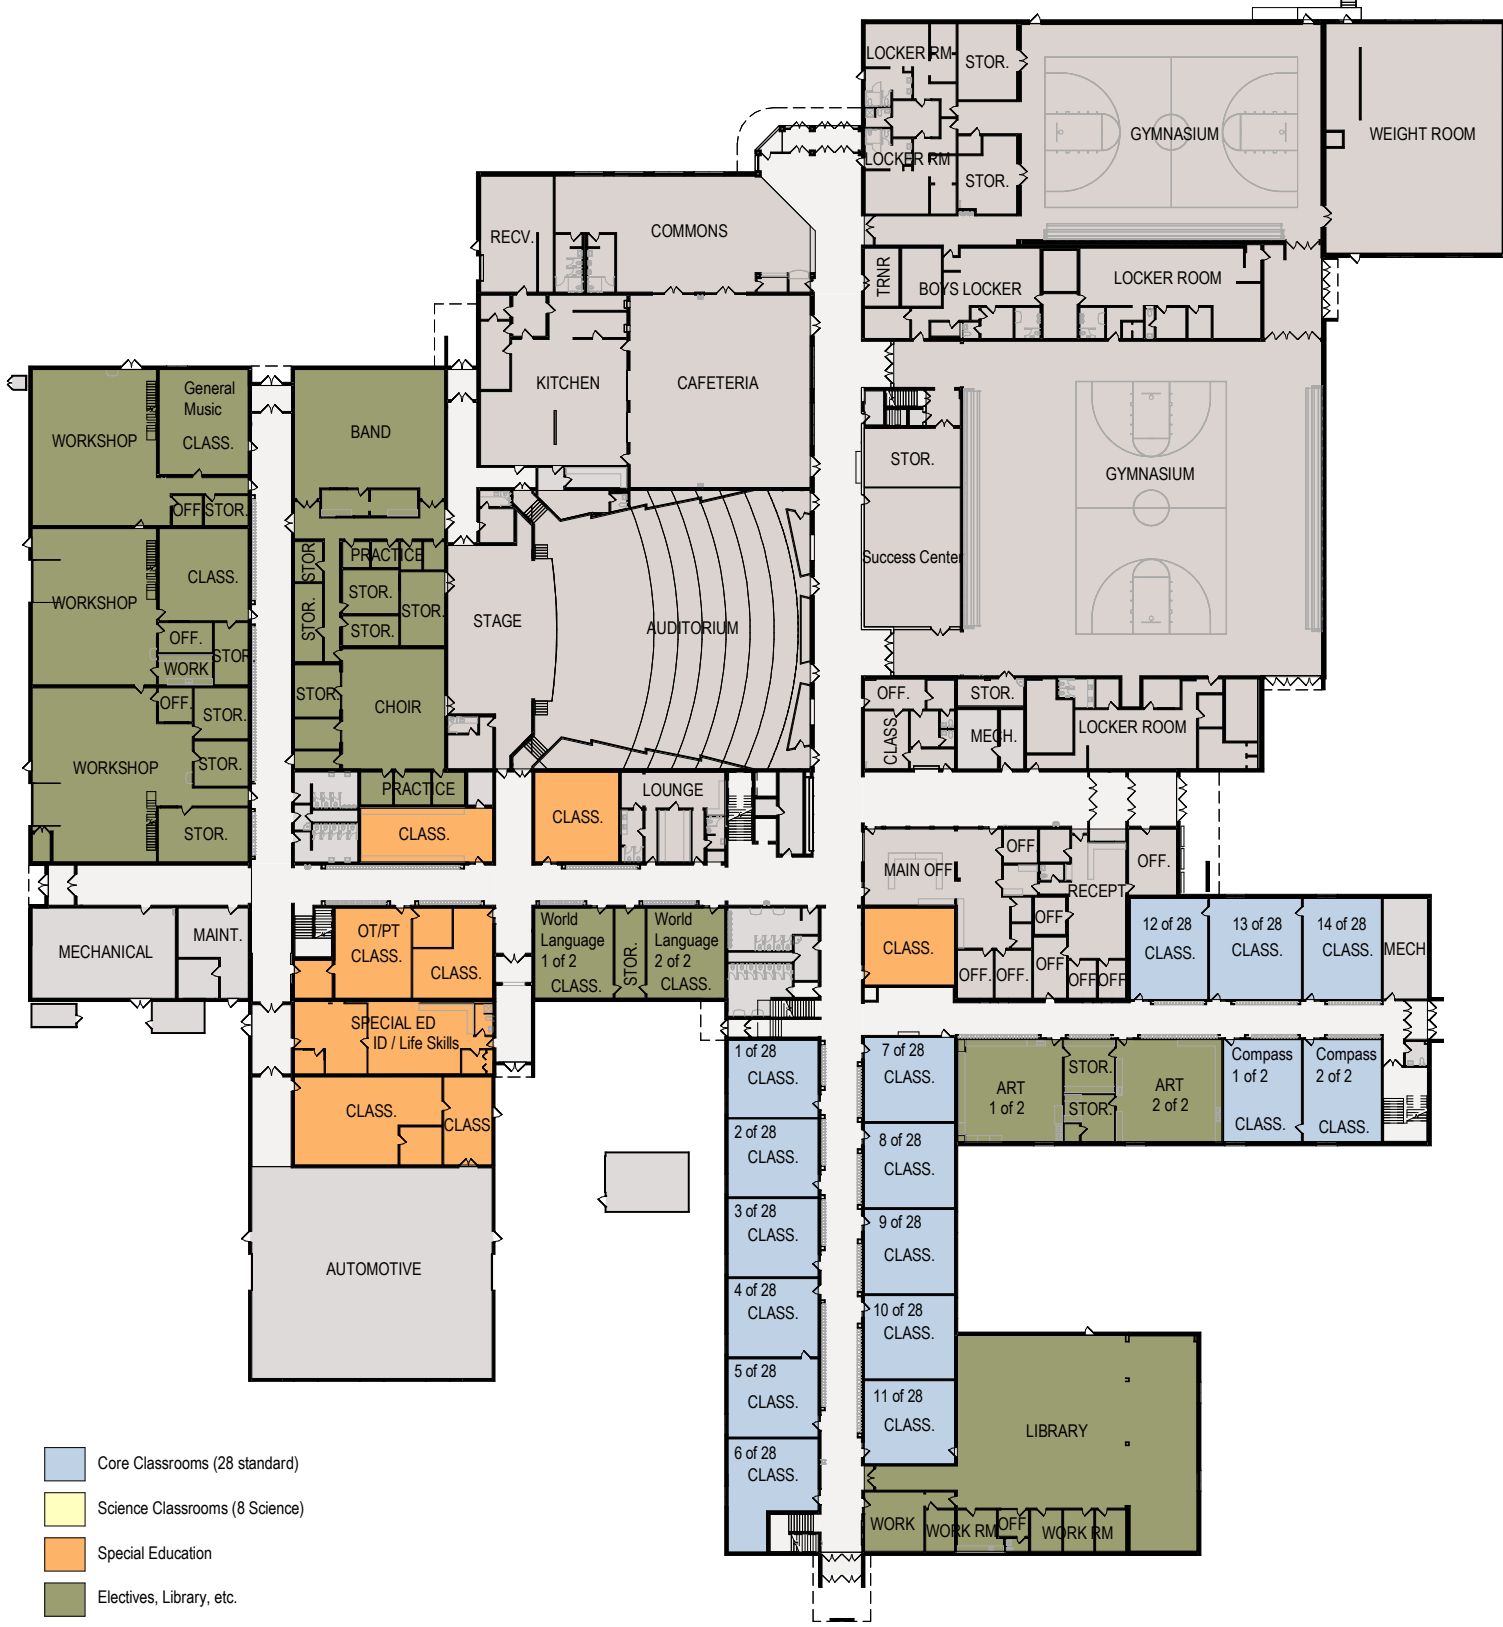 LOCKER RM
STOR.
GYMNASIUM
WEIGHT ROOM
LOCKER RM
STOR.
RECV.
COMMONS
TRNR
BOYS LOCKER
LOCKER ROOM
KITCHEN
CAFETERIA
General
Music
CLASS.
WORKSHOP
BAND
STOR.
GYMNASIUM
OFF
STOR.
Success Center
PRACTICE
STOR
STOR.
STOR.
STOR.
STOR.
CLASS.
WORKSHOP
OFF.
WORK
STOR.
STAGE
AUDITORIUM
STOR.
CHOIR
OFF.
STOR.
STOR.
WORKSHOP
STOR.
OFF.
CLASS.
STOR.
MECH.
LOCKER ROOM
PRACTICE
CLASS.
CLASS.
LOUNGE
MAIN OFF.
OFF.
RECEPT.
OFF.
OFF.
OFF.
OFF.
OFF.
OFF
OFF
CLASS.
MECHANICAL
MAINT.
OT/PT
CLASS.
CLASS.
World
Language
1 of 2
CLASS.
STOR.
World
Language
2 of 2
CLASS.
12 of 28
CLASS.
13 of 28
CLASS.
14 of 28
CLASS.
MECH
SPECIAL ED
ID / Life Skills
CLASS.
CLASS
1 of 28
CLASS.
2 of 28
CLASS.
3 of 28
CLASS.
4 of 28
CLASS.
5 of 28
CLASS.
6 of 28
CLASS.
7 of 28
CLASS.
8 of 28
CLASS.
9 of 28
CLASS.
10 of 28
CLASS.
11 of 28
CLASS.
ART
1 of 2
STOR.
STOR.
ART
2 of 2
Compass
1 of 2
CLASS.
Compass
2 of 2
CLASS.
AUTOMOTIVE
LIBRARY
WORK
WORK RM
OFF
WORK RM
Core Classrooms (28 standard)
Science Classrooms (8 Science)
Special Education
Electives, Library, etc.